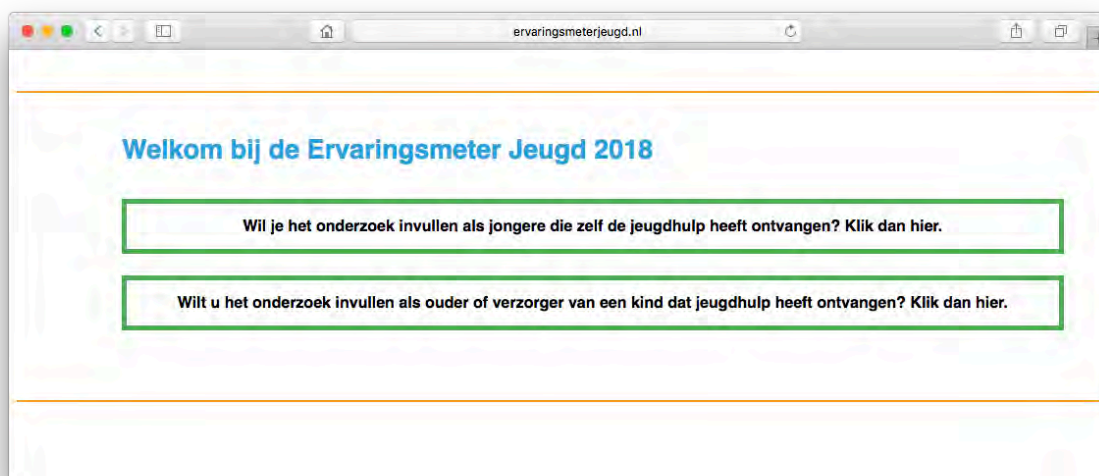 ervaringsmeterjeugd.nl
Welkom bij de Ervaringsmeter Jeugd 2018
Wil je het onderzoek invullen als jongere die zelf de jeugdhulp heeft ontvangen? Klik dan hier.
Wilt u het onderzoek invullen als ouder of verzorger van een kind dat jeugdhulp heeft ontvangen? Klik dan hier.